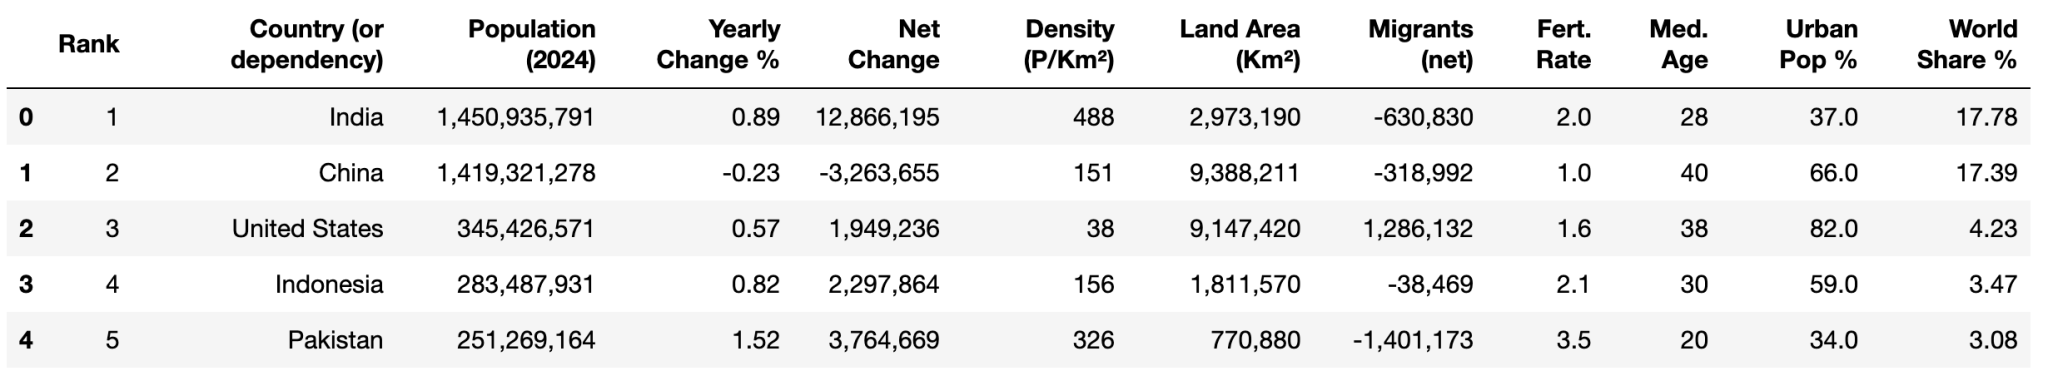 Rank Country (or dependency) Population (2024) Yearly Change % Net Change Density (P/Km²) Land Area (Km²) Migrants (net) Fert. Rate Med. Age Urban Pop % World Share %
0 1 India 1,450,935,791 0.89 12,866,195 488 2,973,190 -630,830 2.0 28 37.0 17.78
1 2 China 1,419,321,278 -0.23 -3,263,655 151 9,388,211 -318,992 1.0 40 66.0 17.39
2 3 United States 345,426,571 0.57 1,949,236 38 9,147,420 1,286,132 1.6 38 82.0 4.23
3 4 Indonesia 283,487,931 0.82 2,297,864 156 1,811,570 -38,469 2.1 30 59.0 3.47
4 5 Pakistan 251,269,164 1.52 3,764,669 326 770,880 -1,401,173 3.5 20 34.0 3.08